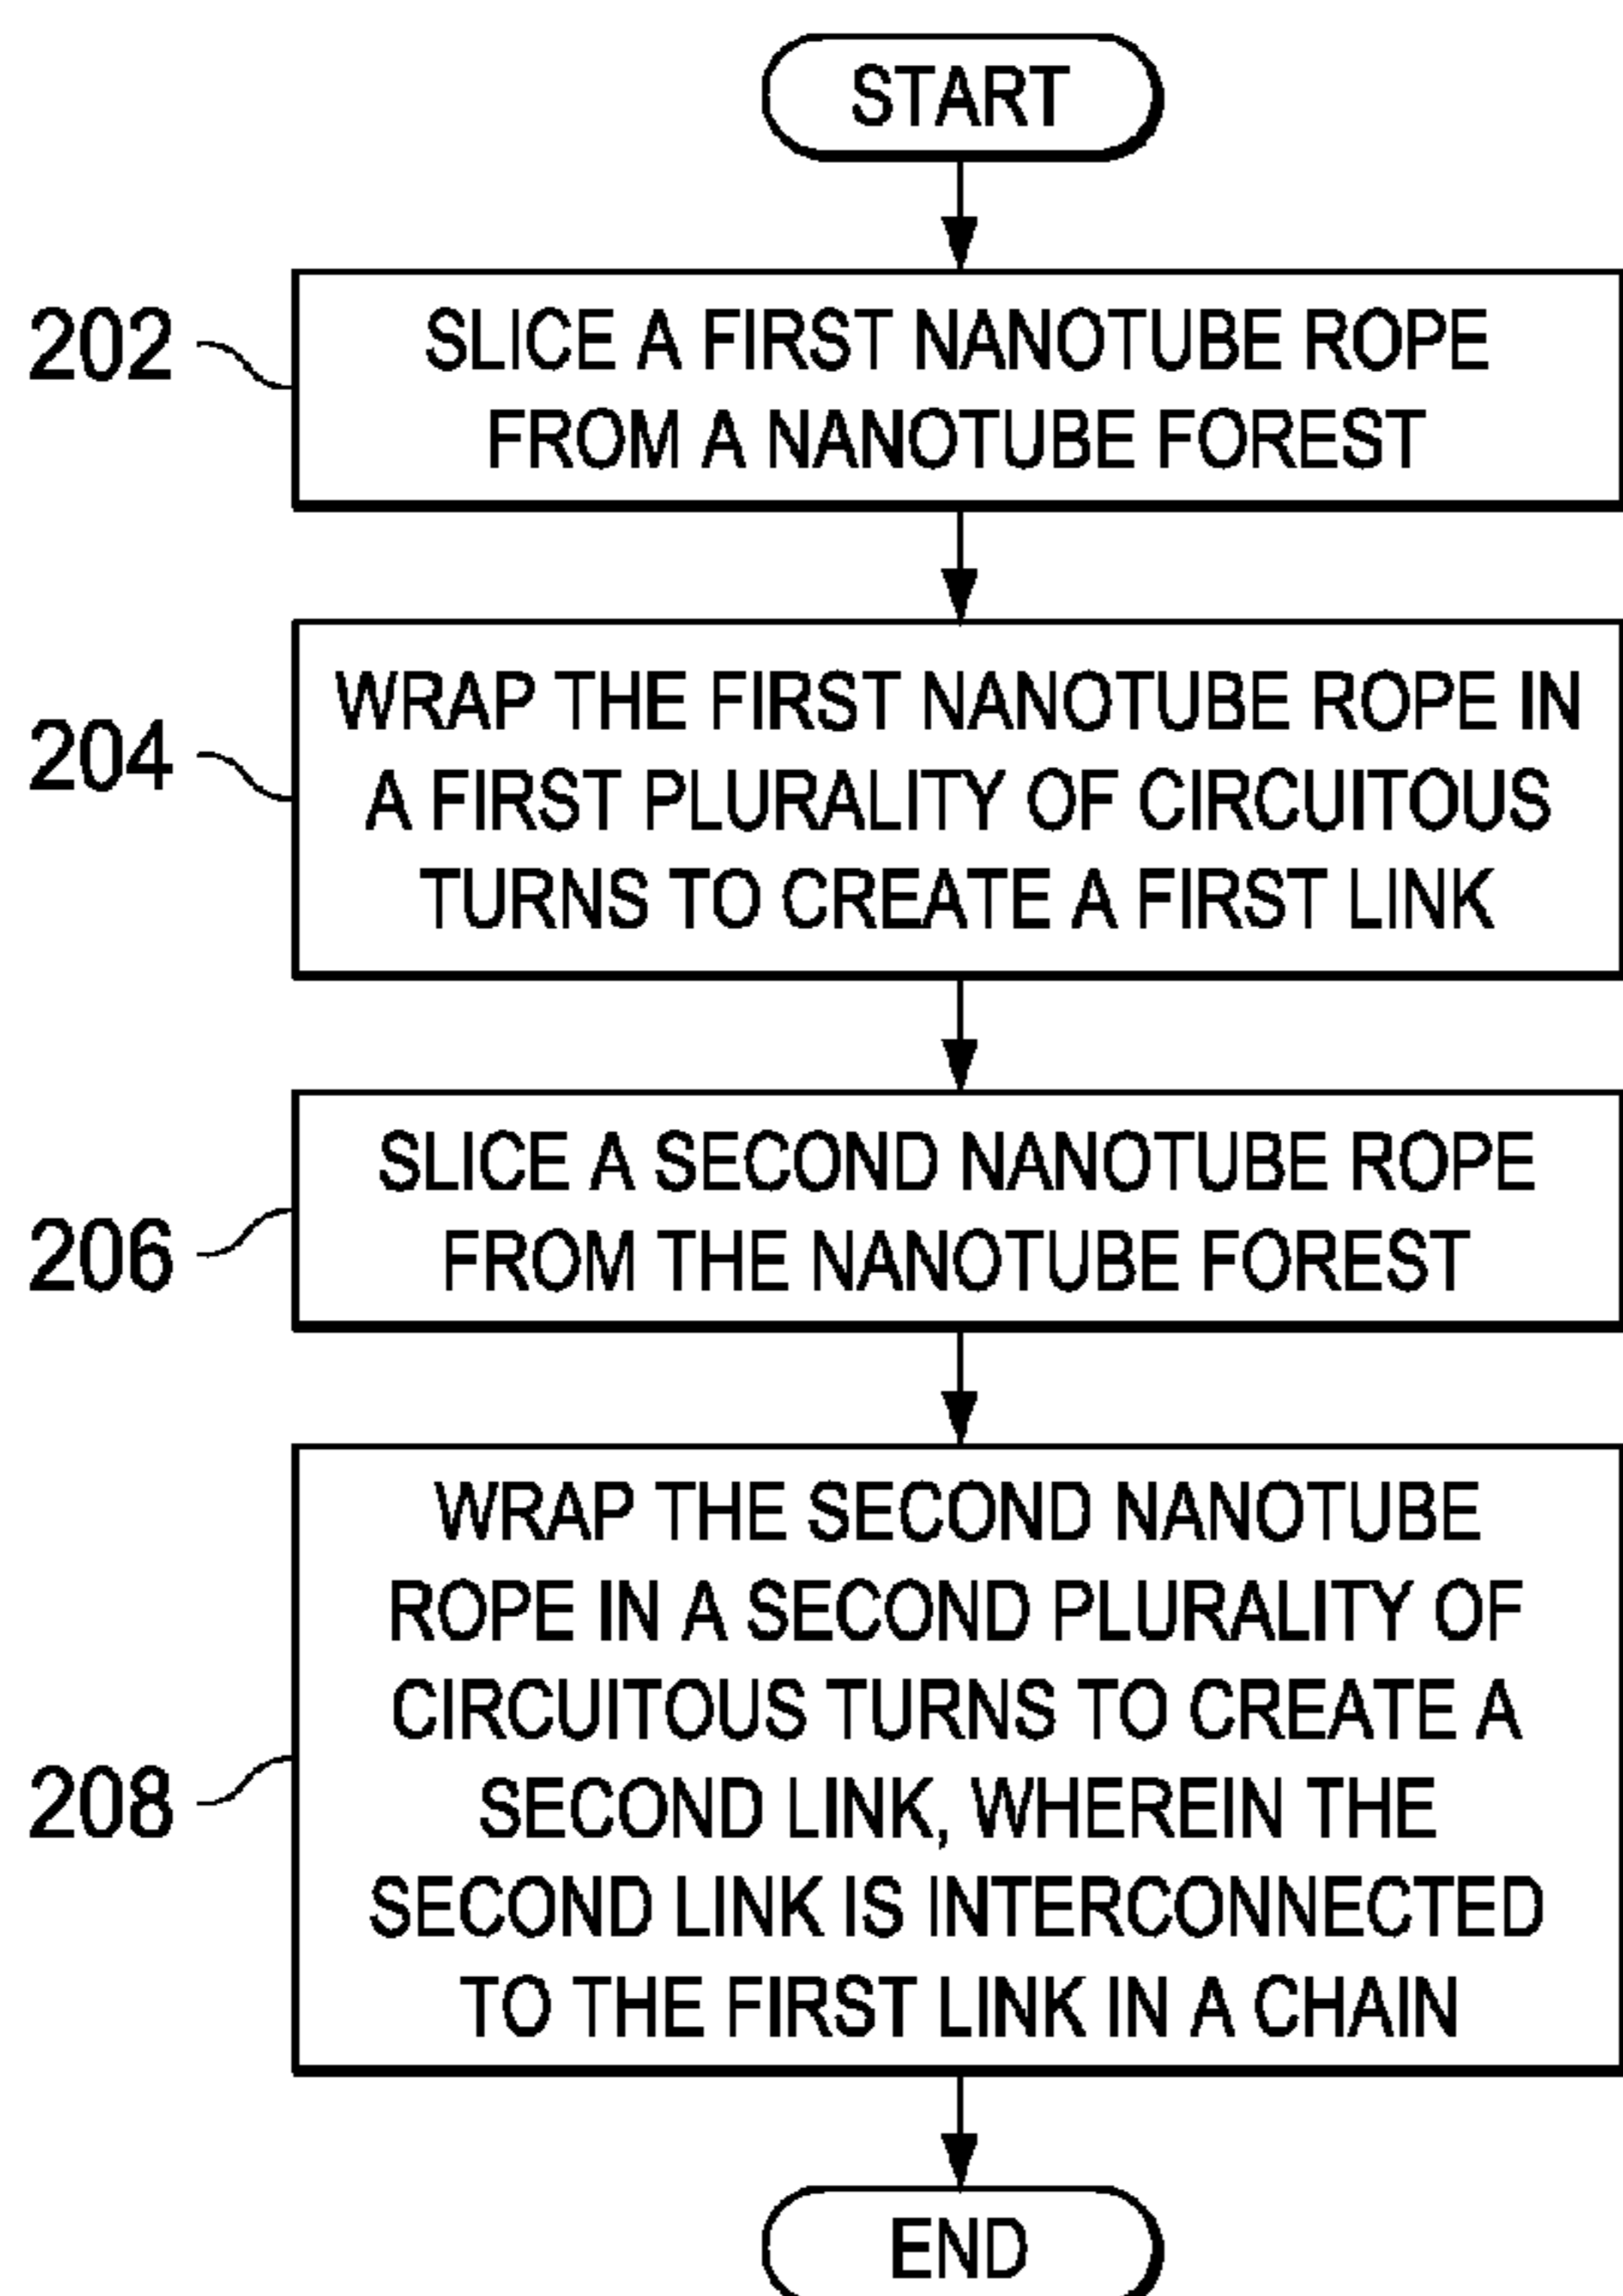 START
202
SLICE A FIRST NANOTUBE ROPE
FROM A NANOTUBE FOREST
204
WRAP THE FIRST NANOTUBE ROPE IN
A FIRST PLURALITY OF CIRCUITOUS
TURNS TO CREATE A FIRST LINK
206
SLICE A SECOND NANOTUBE ROPE
FROM THE NANOTUBE FOREST
208
WRAP THE SECOND NANOTUBE
ROPE IN A SECOND PLURALITY OF
CIRCUITOUS TURNS TO CREATE A
SECOND LINK, WHEREIN THE
SECOND LINK IS INTERCONNECTED
TO THE FIRST LINK IN A CHAIN
END